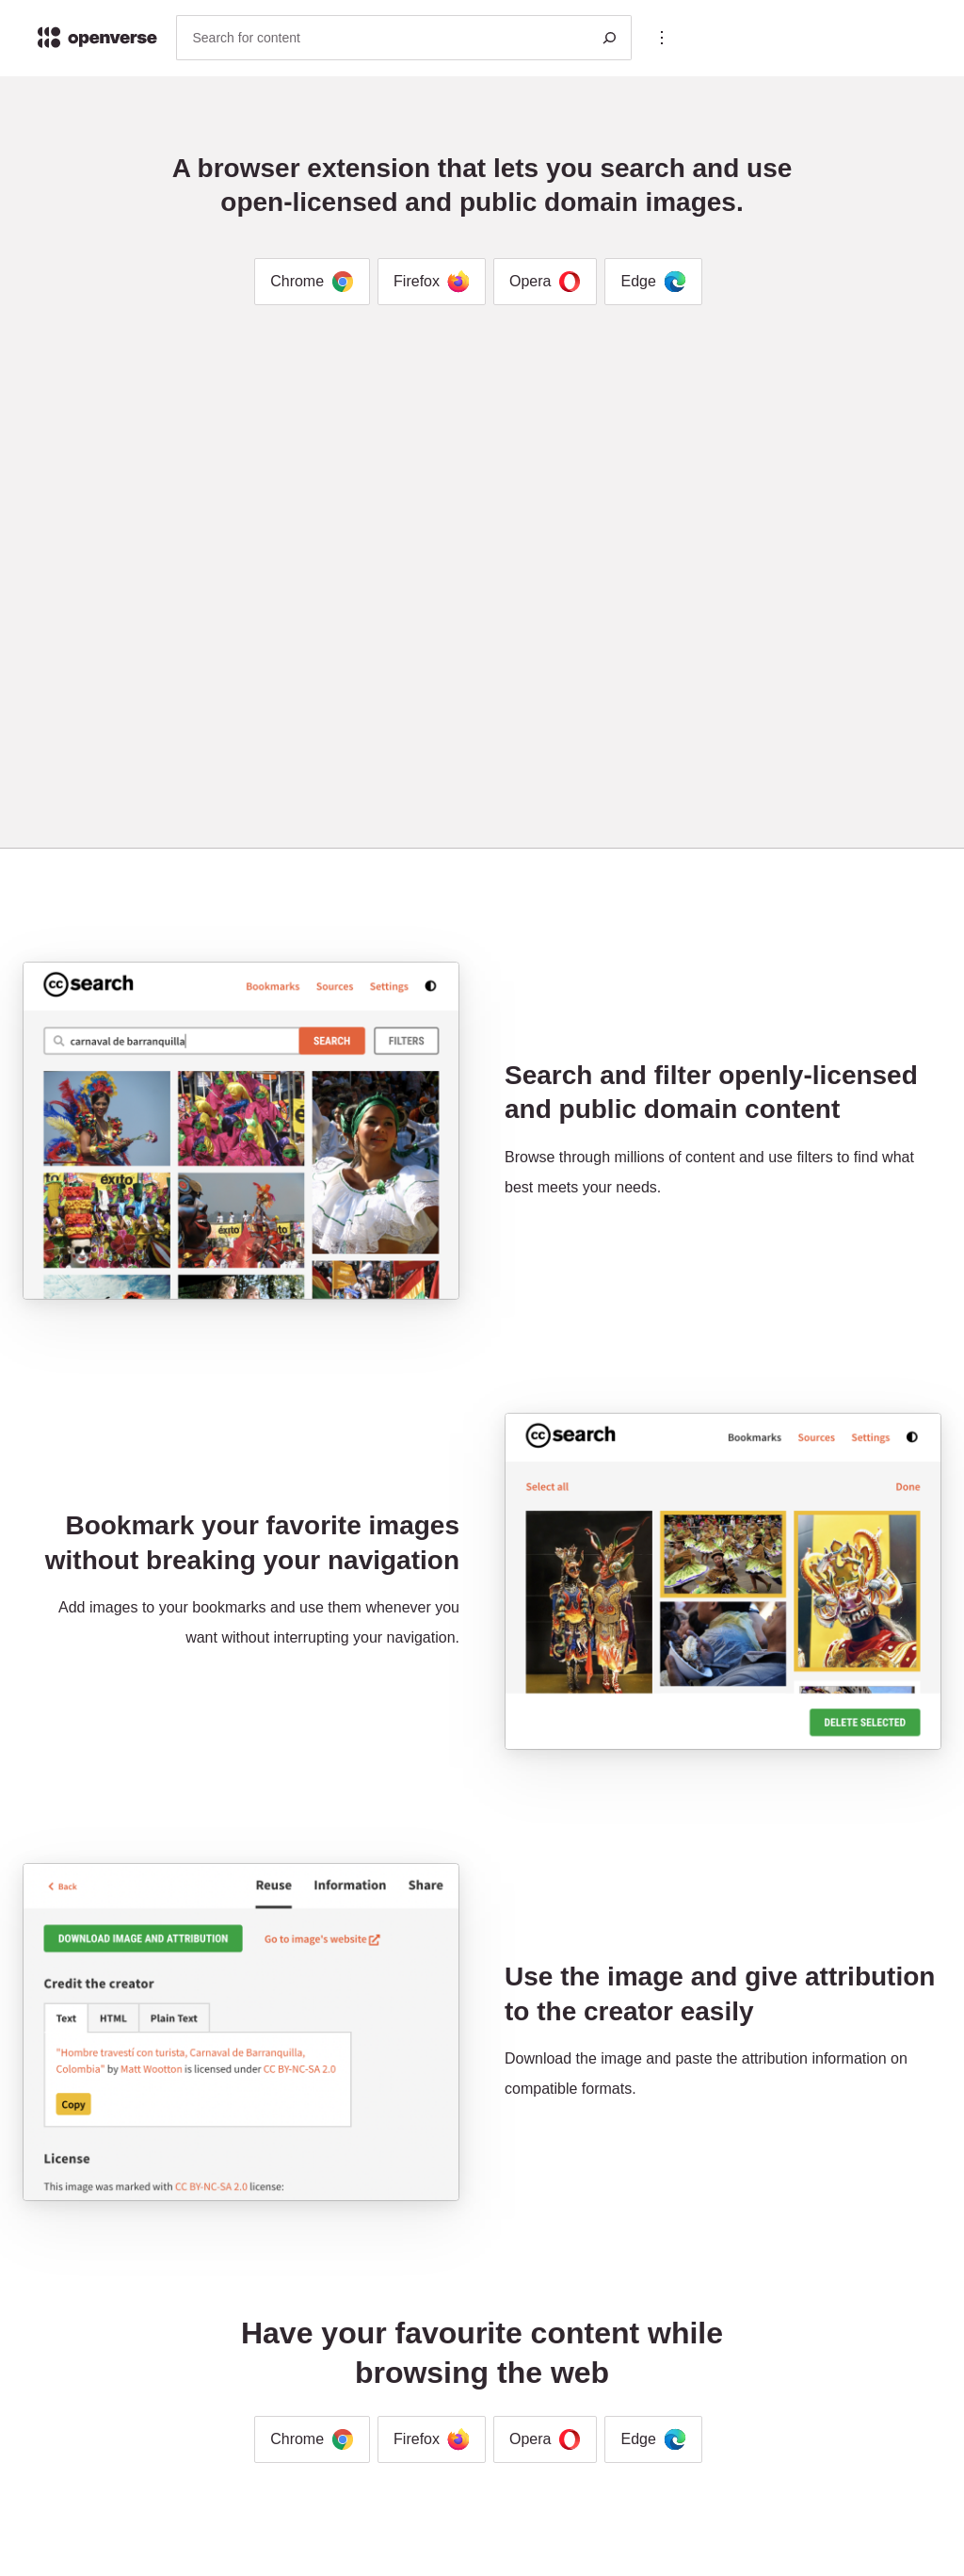 openverse
Search for content
A browser extension that lets you search and use
open-licensed and public domain images.
Chrome
Firefox
Opera
Edge
cc search
Bookmarks
Sources
Settings
carnaval de barranquilla
SEARCH
FILTERS
éxito
éxito
Search and filter openly-licensed
and public domain content
Browse through millions of content and use filters to find what
best meets your needs.
Bookmark your favorite images
without breaking your navigation
Add images to your bookmarks and use them whenever you
want without interrupting your navigation.
cc search
Bookmarks
Sources
Settings
Select all
Done
DELETE SELECTED
Back
Reuse
Information
Share
DOWNLOAD IMAGE AND ATTRIBUTION
Go to image's website
Credit the creator
Text
HTML
Plain Text
"Hombre travestí con turista, Carnaval de Barranquilla,
Colombia" by Matt Wootton is licensed under CC BY-NC-SA 2.0
Copy
License
This image was marked with CC BY-NC-SA 2.0 license:
Use the image and give attribution
to the creator easily
Download the image and paste the attribution information on
compatible formats.
Have your favourite content while
browsing the web
Chrome
Firefox
Opera
Edge